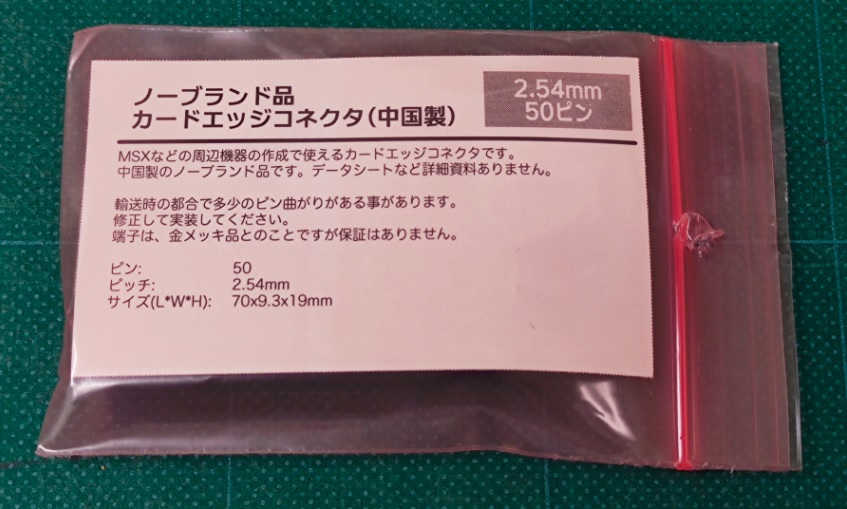 ノーブランド品
カードエッジコネクタ(中国製)
2.54mm
50ピン
MSXなどの周辺機器の作成で使えるカードエッジコネクタです。
中国製のノーブランド品です。データシートなど詳細資料ありません。
輸送時の都合で多少のピン曲がりがある事があります。
修正して実装してください。
端子は、金メッキ品とのことですが保証はありません。
ピン: 50
ピッチ: 2.54mm
サイズ(L*W*H): 70x9.3x19mm